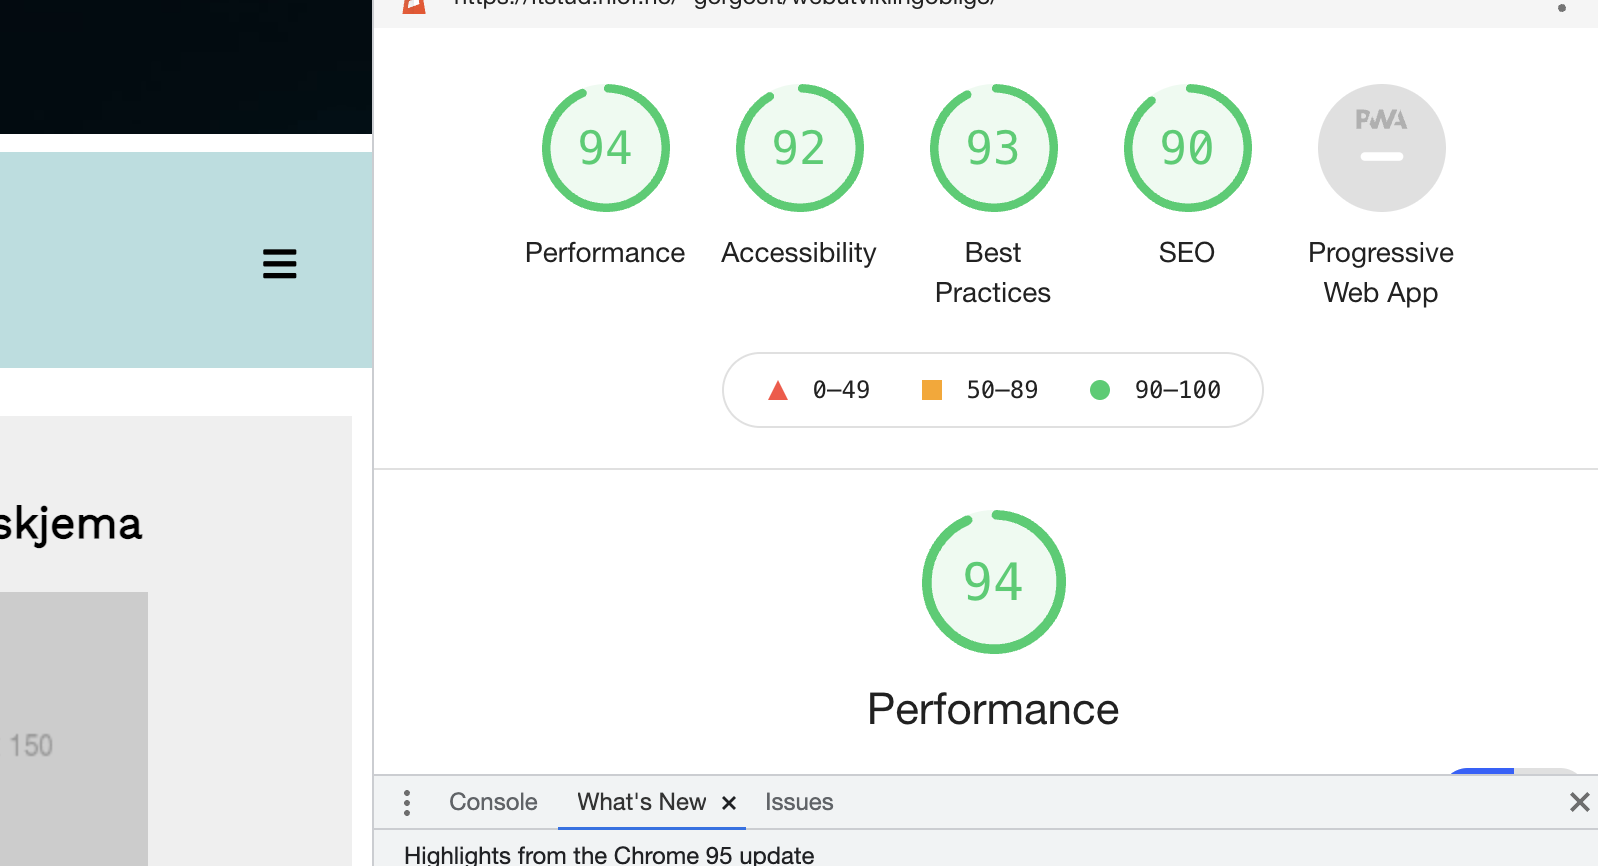 94
92
93
90
PWA
Performance
Accessibility
Best
Practices
SEO
Progressive
Web App
0–49
50–89
90–100
94
Performance
skjema
150
Console
What's New
Issues
Highlights from the Chrome 95 update